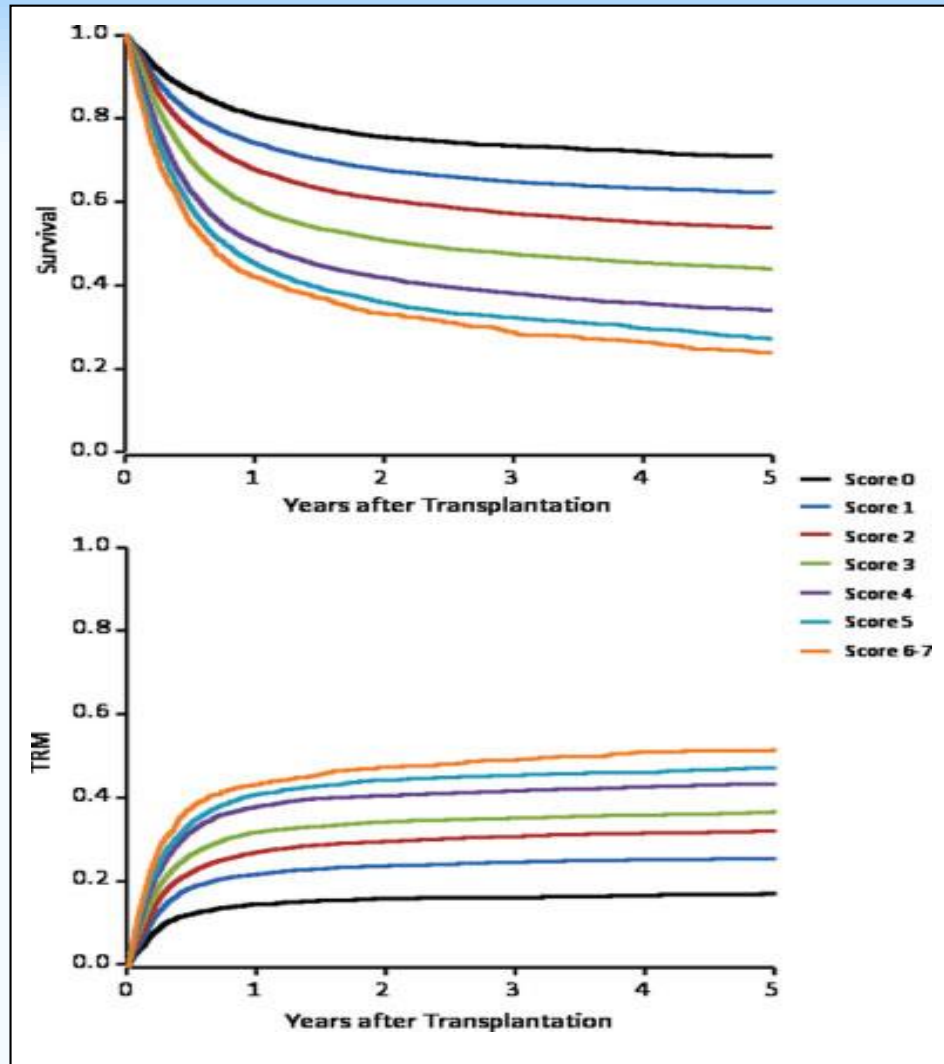 1.0
0.8
0.6
0.4
0.2
0.0
Survival
0 1 2 3 4 5
Years after Transplantation
Score 0
Score 1
Score 2
Score 3
Score 4
Score 5
Score 6-7
1.0
0.8
0.6
0.4
0.2
0.0
TRM
0 1 2 3 4 5
Years after Transplantation